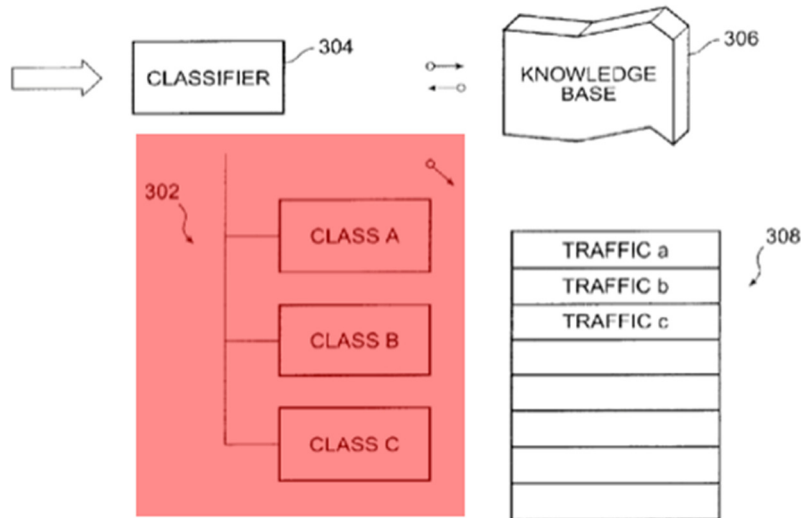 304
CLASSIFIER
306
KNOWLEDGE
BASE
302
CLASS A
CLASS B
CLASS C
308
TRAFFIC a
TRAFFIC b
TRAFFIC c